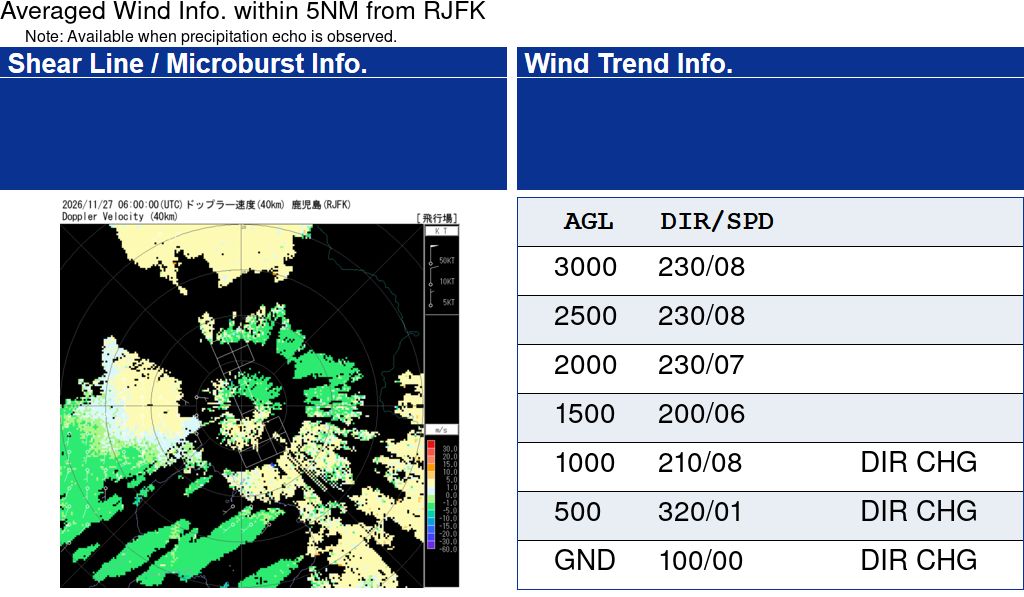 Averaged Wind Info. within 5NM from RJFK
Note: Available when precipitation echo is observed.
Shear Line / Microburst Info.
Wind Trend Info.
2026/11/27 06:00:00(UTC) ドップラー速度(40km) 鹿児島(RJFK)
Doppler Velocity (40km)
[飛行場]
K T
50KT
10KT
5KT
m/s
30.0
20.0
15.0
10.0
5.0
1.0
0.0
-1.0
-5.0
-10.0
-15.0
-20.0
-30.0
-60.0
AGL DIR/SPD
3000 230/08
2500 230/08
2000 230/07
1500 200/06
1000 210/08 DIR CHG
500 320/01 DIR CHG
GND 100/00 DIR CHG